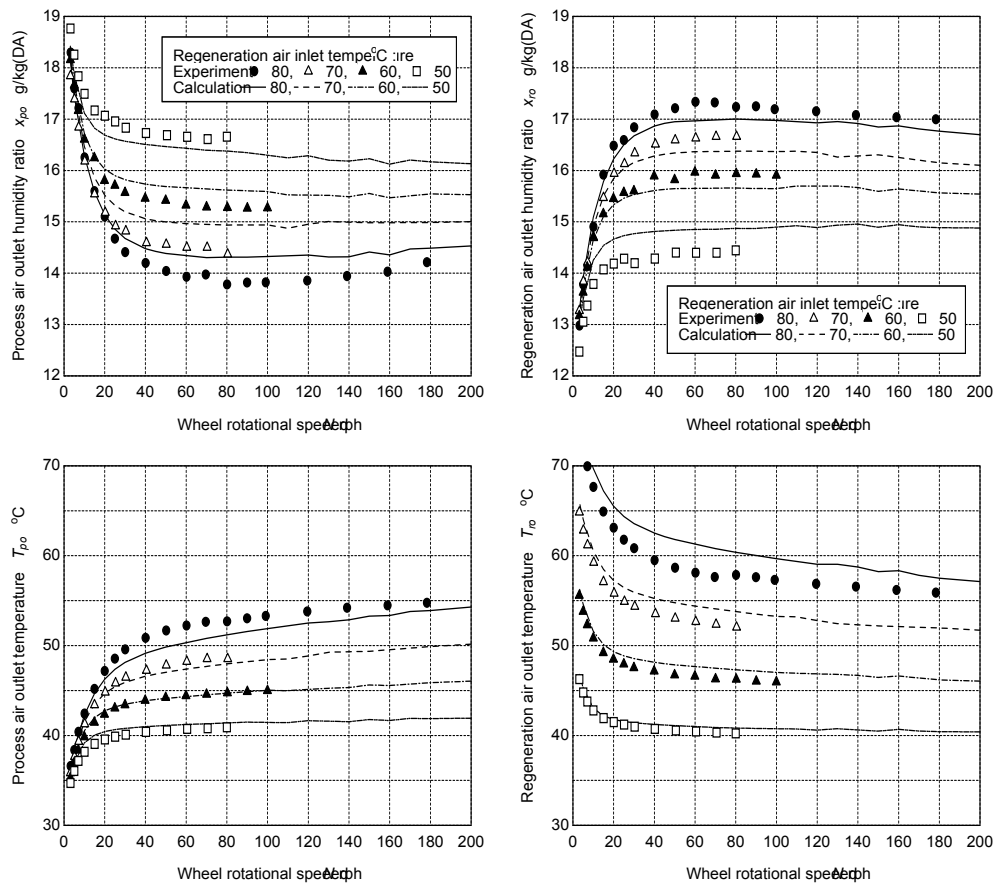 19
18
17
16
15
14
13
12
0 20 40 60 80 100 120 140 160 180 200
Process air outlet humidity ratio xpo g/kg(DA)
Wheel rotational speed N rph
Regeneration air inlet temperature °C :
Experiment ● 80, △ 70, ▲ 60, □ 50
Calculation 80, 70, 60, 50
19
18
17
16
15
14
13
12
0 20 40 60 80 100 120 140 160 180 200
Regeneration air outlet humidity ratio xro g/kg(DA)
Wheel rotational speed N rph
Regeneration air inlet temperature °C :
Experiment ● 80, △ 70, ▲ 60, □ 50
Calculation 80, 70, 60, 50
70
60
50
40
30
0 20 40 60 80 100 120 140 160 180 200
Process air outlet temperature Tpo °C
Wheel rotational speed N rph
70
60
50
40
30
0 20 40 60 80 100 120 140 160 180 200
Regeneration air outlet temperature Tro °C
Wheel rotational speed N rph